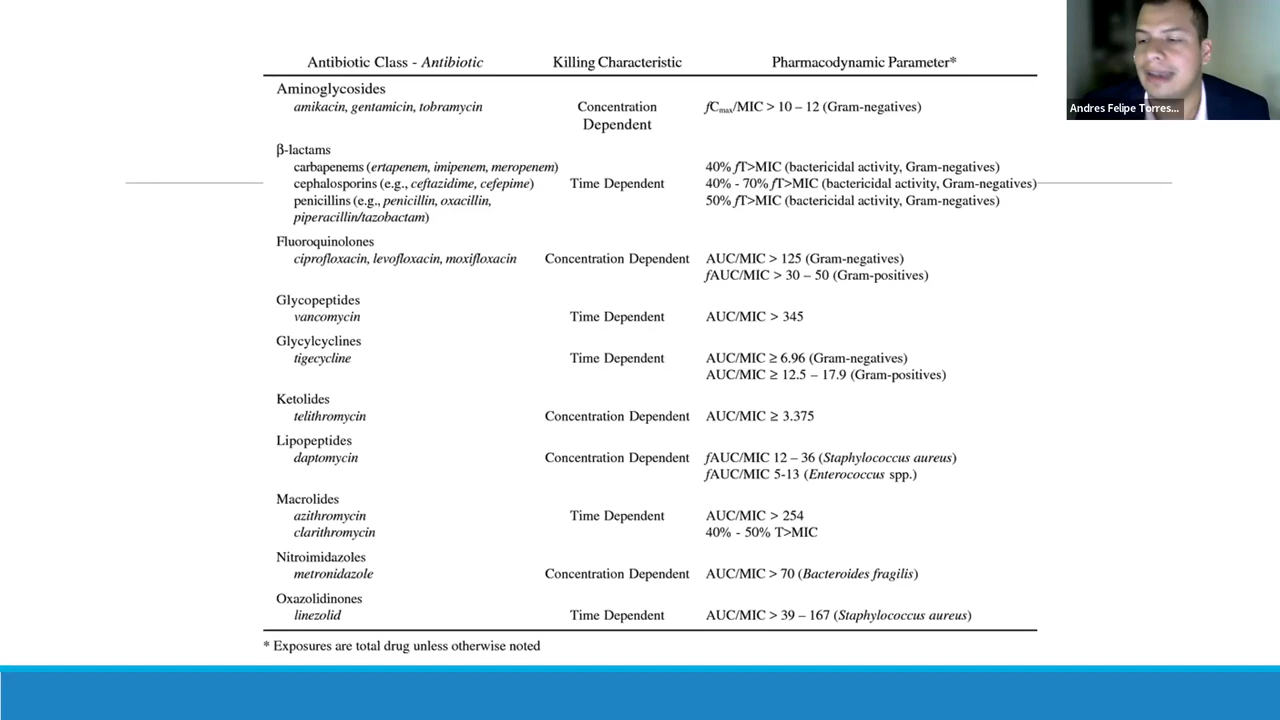 Andres Felipe Torres...
Antibiotic Class - Antibiotic Killing Characteristic Pharmacodynamic Parameter*
Aminoglycosides
amikacin, gentamicin, tobramycin Concentration fCmax/MIC > 10 – 12 (Gram-negatives)
Dependent
β-lactams
carbapenems (ertapenem, imipenem, meropenem) 40% fT>MIC (bactericidal activity, Gram-negatives)
cephalosporins (e.g., ceftazidime, cefepime) Time Dependent 40% - 70% fT>MIC (bactericidal activity, Gram-negatives)
penicillins (e.g., penicillin, oxacillin, 50% fT>MIC (bactericidal activity, Gram-negatives)
piperacillin/tazobactam)
Fluoroquinolones
ciprofloxacin, levofloxacin, moxifloxacin Concentration Dependent AUC/MIC > 125 (Gram-negatives)
fAUC/MIC > 30 – 50 (Gram-positives)
Glycopeptides
vancomycin Time Dependent AUC/MIC > 345
Glycylcyclines
tigecycline Time Dependent AUC/MIC ≥ 6.96 (Gram-negatives)
AUC/MIC ≥ 12.5 – 17.9 (Gram-positives)
Ketolides
telithromycin Concentration Dependent AUC/MIC ≥ 3.375
Lipopeptides
daptomycin Concentration Dependent fAUC/MIC 12 – 36 (Staphylococcus aureus)
fAUC/MIC 5-13 (Enterococcus spp.)
Macrolides
azithromycin Time Dependent AUC/MIC > 254
clarithromycin 40% - 50% T>MIC
Nitroimidazoles
metronidazole Concentration Dependent AUC/MIC > 70 (Bacteroides fragilis)
Oxazolidinones
linezolid Time Dependent AUC/MIC > 39 – 167 (Staphylococcus aureus)
* Exposures are total drug unless otherwise noted